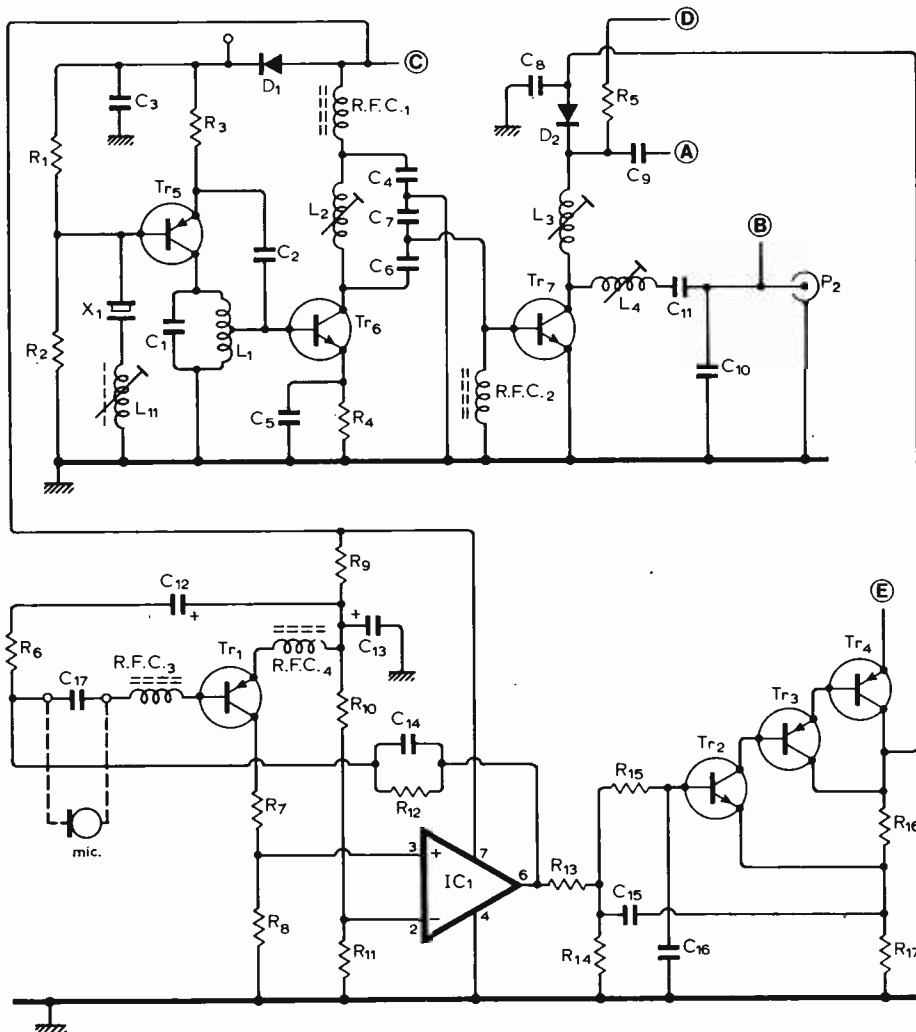 D
C
C8
D1
R.F.C.1
R5
C3
R3
D2
C9
A
R1
C4
Tr5
L2
C7
L3
B
C2
C6
Tr7
P2
L4
C11
X1
Tr6
C1
L1
R2
C10
R.F.C.2
L11
C5
R4
R9
C12
+
+
E
C13
R6
Tr1
R.F.C.4
Tr4
R.F.C.3
C17
Tr3
R10
C14
Tr2
R15
R7
R12
R16
mic.
3
+
7
IC1
6
R13
4
C15
R8
2
−
R11
R14
C16
R17